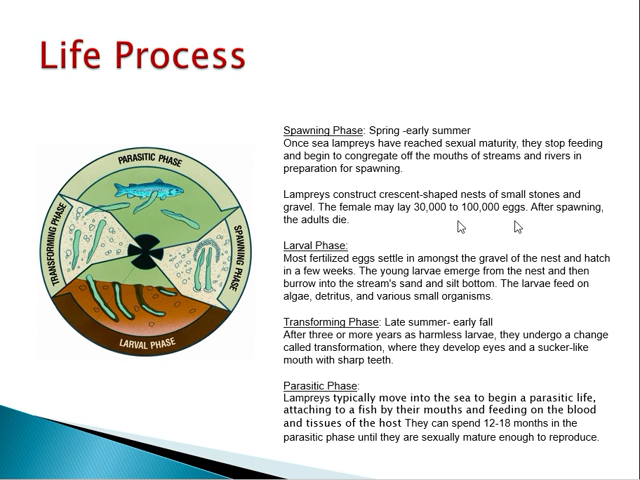 Life Process
PARASITIC PHASE
TRANSFORMING PHASE
SPAWNING PHASE
LARVAL PHASE
Spawning Phase: Spring -early summer
Once sea lampreys have reached sexual maturity, they stop feeding
and begin to congregate off the mouths of streams and rivers in
preparation for spawning.
Lampreys construct crescent-shaped nests of small stones and
gravel. The female may lay 30,000 to 100,000 eggs. After spawning,
the adults die.
Larval Phase:
Most fertilized eggs settle in amongst the gravel of the nest and hatch
in a few weeks. The young larvae emerge from the nest and then
burrow into the stream's sand and silt bottom. The larvae feed on
algae, detritus, and various small organisms.
Transforming Phase: Late summer- early fall
After three or more years as harmless larvae, they undergo a change
called transformation, where they develop eyes and a sucker-like
mouth with sharp teeth.
Parasitic Phase:
Lampreys typically move into the sea to begin a parasitic life,
attaching to a fish by their mouths and feeding on the blood
and tissues of the host They can spend 12-18 months in the
parasitic phase until they are sexually mature enough to reproduce.